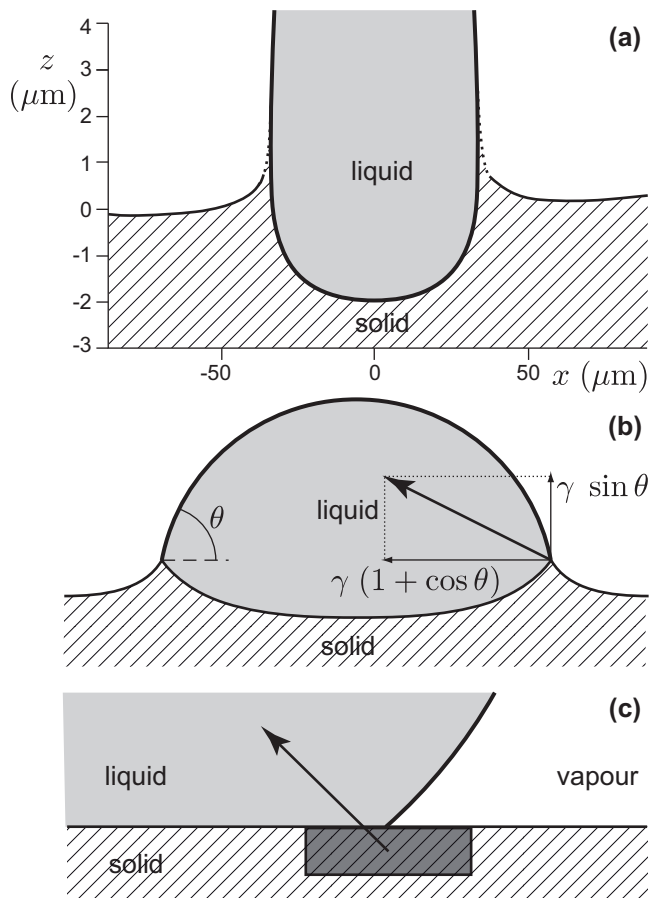 (a)
z
(μm)
4
3
2
1
0
-1
-2
-3
liquid
solid
-50
0
50
x (μm)
(b)
θ
liquid
γ sin θ
γ (1 + cos θ)
solid
(c)
liquid
vapour
solid